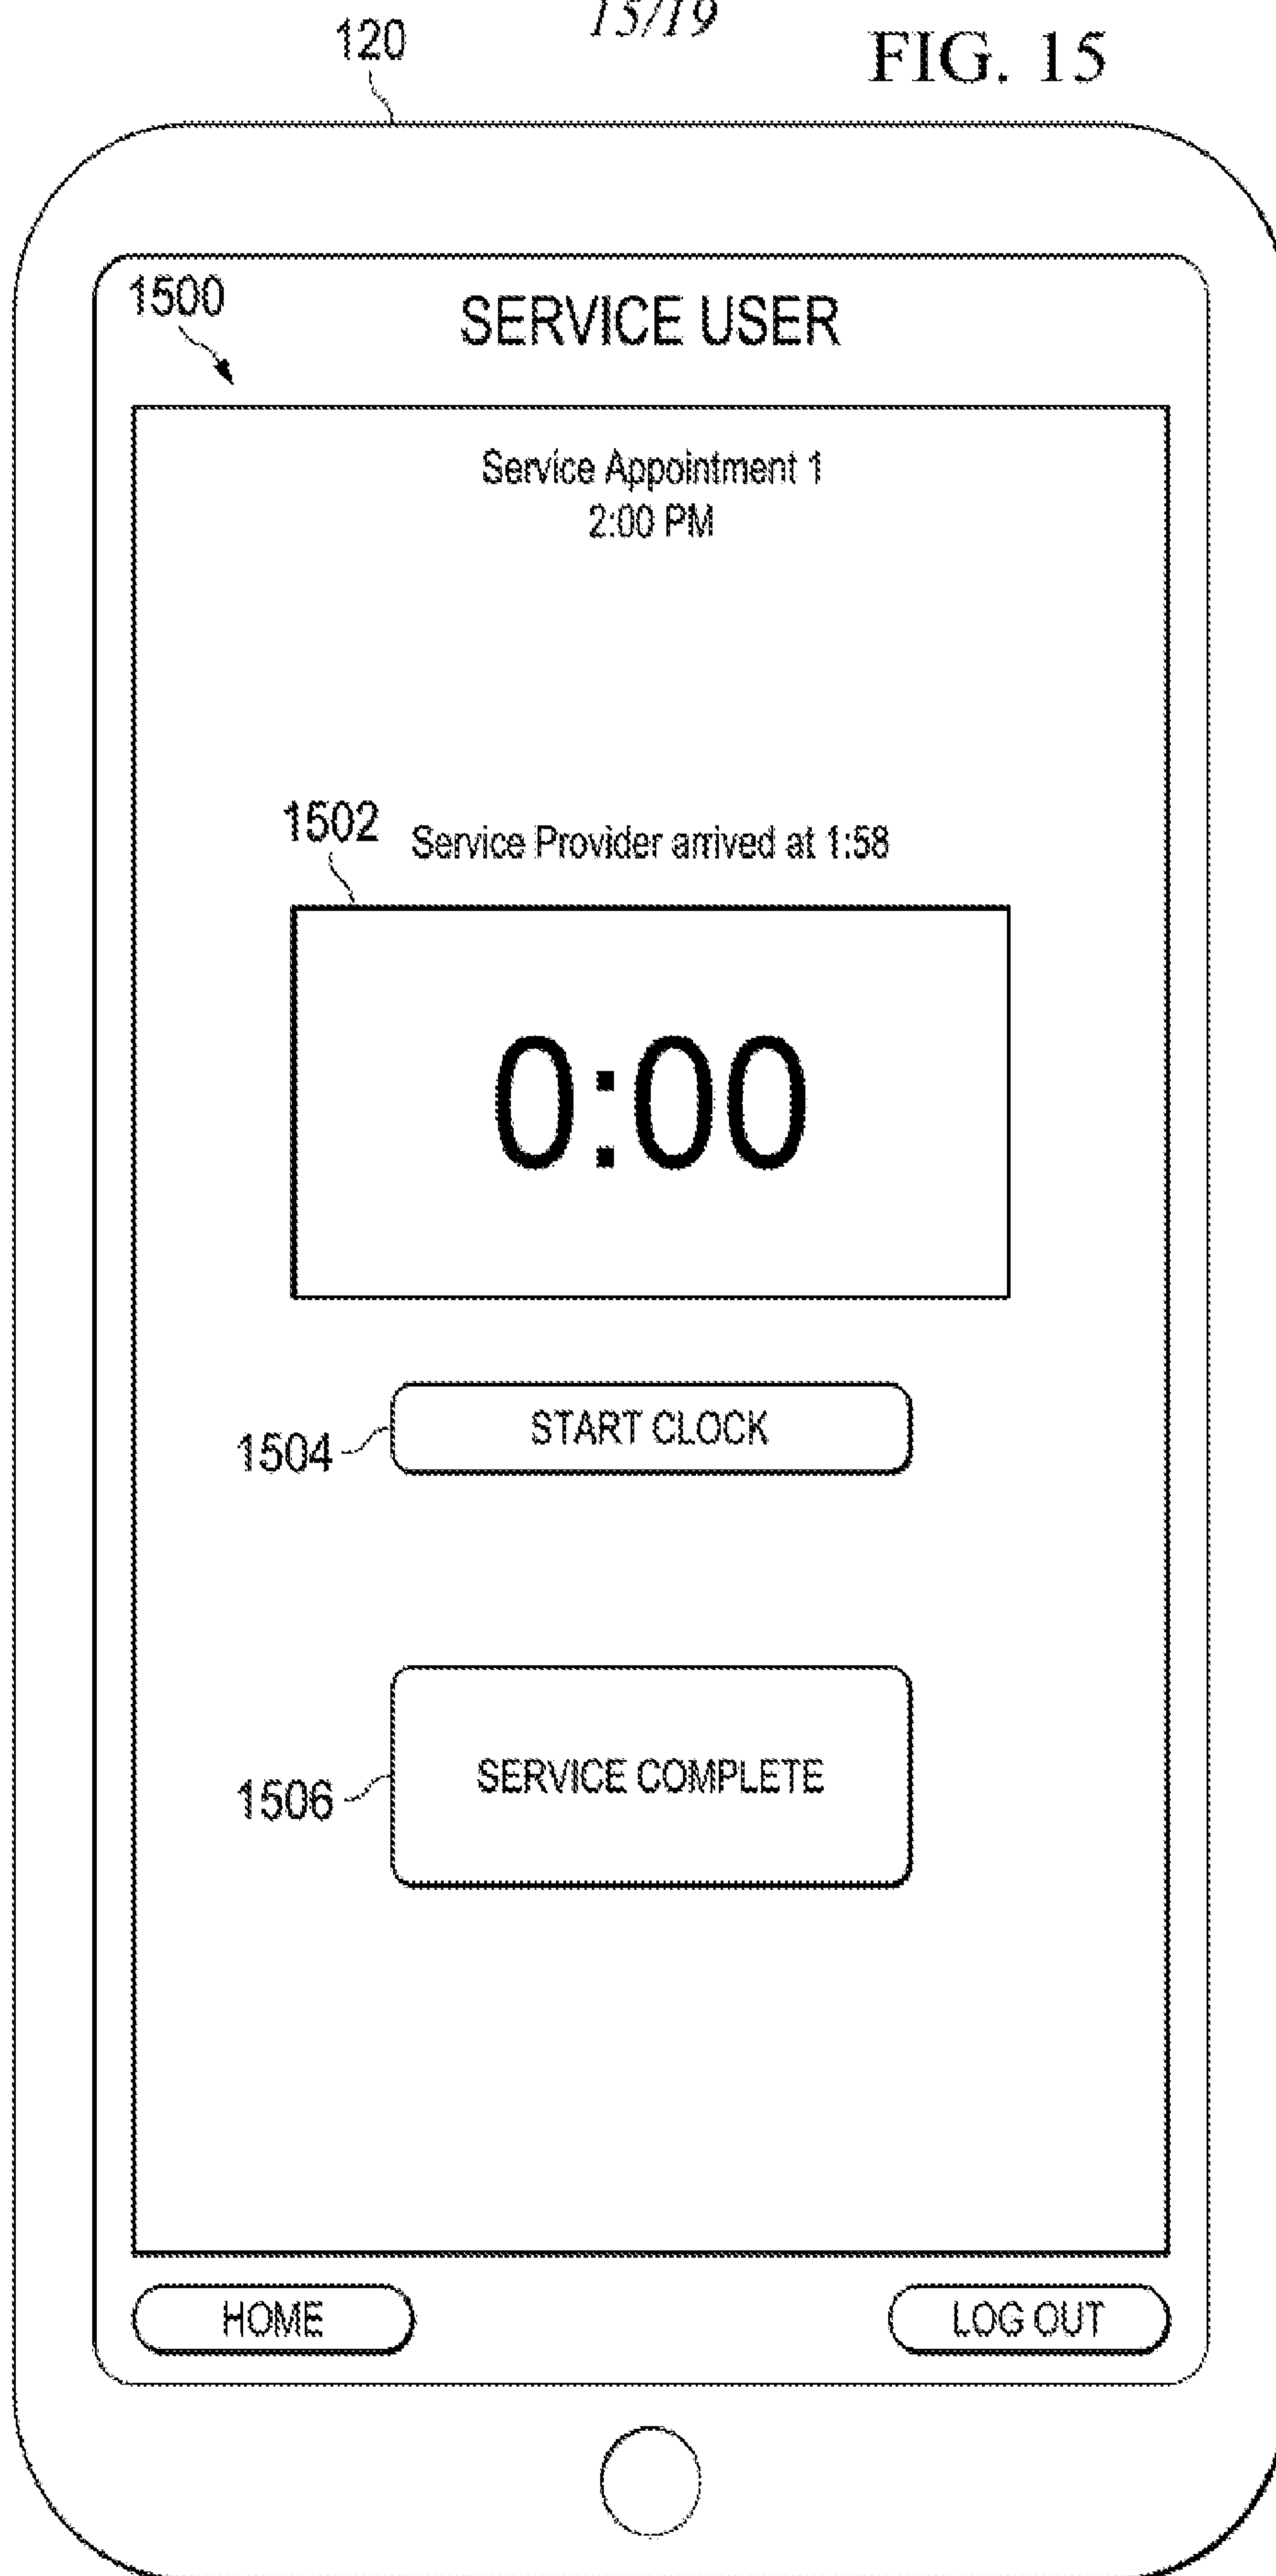 15/19
FIG. 15
120
1500
SERVICE USER
Service Appointment 1
2:00 PM
1502
Service Provider arrived at 1:58
0:00
START CLOCK
1504
SERVICE COMPLETE
1506
HOME
LOG OUT